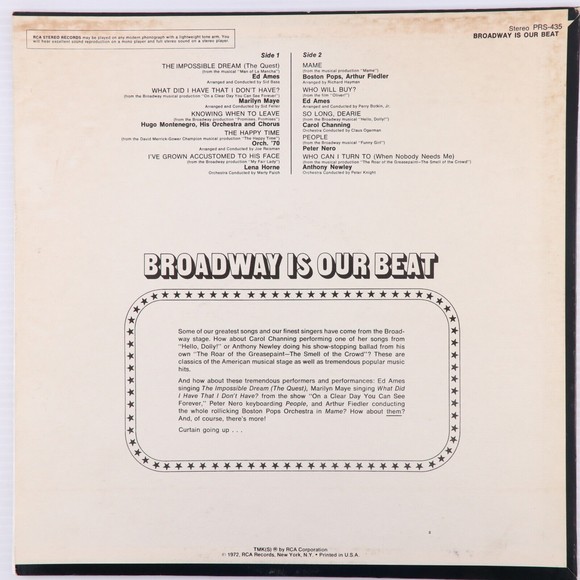 RCA STEREO RECORDS may be played on any modern phonograph with a lightweight tone arm. You
will hear excellent sound reproduction on a mono player and full stereo sound on a stereo player.
Stereo PRS-435
BROADWAY IS OUR BEAT
Side 1
THE IMPOSSIBLE DREAM (The Quest)
(from the musical "Man of La Mancha")
Ed Ames
Arranged and Conducted by Sid Bass
WHAT DID I HAVE THAT I DON'T HAVE?
(from the Broadway musical production "On a Clear Day You Can See Forever")
Marilyn Maye
Arranged and Conducted by Sid Feller
KNOWING WHEN TO LEAVE
(from the Broadway production "Promises, Promises")
Hugo Montenegro, His Orchestra and Chorus
THE HAPPY TIME
(from the David Merrick-Gower Champion musical production "The Happy Time")
Orch. '70
Arranged and Conducted by Joe Reisman
I'VE GROWN ACCUSTOMED TO HIS FACE
(from the Broadway production "My Fair Lady")
Lena Horne
Orchestra Conducted by Marty Paich
Side 2
MAME
(from the musical production "Mame")
Boston Pops, Arthur Fiedler
Arranged by Richard Hayman
WHO WILL BUY?
(from the film "Oliver!")
Ed Ames
Arranged and Conducted by Perry Botkin, Jr.
SO LONG, DEARIE
(from the Broadway musical "Hello, Dolly!")
Carol Channing
Orchestra Conducted by Claus Ogerman
PEOPLE
(from the Broadway musical "Funny Girl")
Peter Nero
WHO CAN I TURN TO (When Nobody Needs Me)
(from the musical production "The Roar of the Greasepaint—The Smell of the Crowd")
Anthony Newley
Orchestra Conducted by Peter Knight
BROADWAY IS OUR BEAT
Some of our greatest songs and our finest singers have come from the Broad-
way stage. How about Carol Channing performing one of her songs from
"Hello, Dolly!" or Anthony Newley doing his show-stopping ballad from his
own "The Roar of the Greasepaint—The Smell of the Crowd"? These are
classics of the American musical stage as well as tremendous popular music
hits.
And how about these tremendous performers and performances: Ed Ames
singing The Impossible Dream (The Quest), Marilyn Maye singing What Did
I Have That I Don't Have? from the show "On a Clear Day You Can See
Forever," Peter Nero keyboarding People, and Arthur Fiedler conducting
the whole rollicking Boston Pops Orchestra in Mame? How about them?
And, of course, there's more!
Curtain going up . . .
TMK(S) ® by RCA Corporation
℗ 1972, RCA Records, New York, N.Y. • Printed in U.S.A.